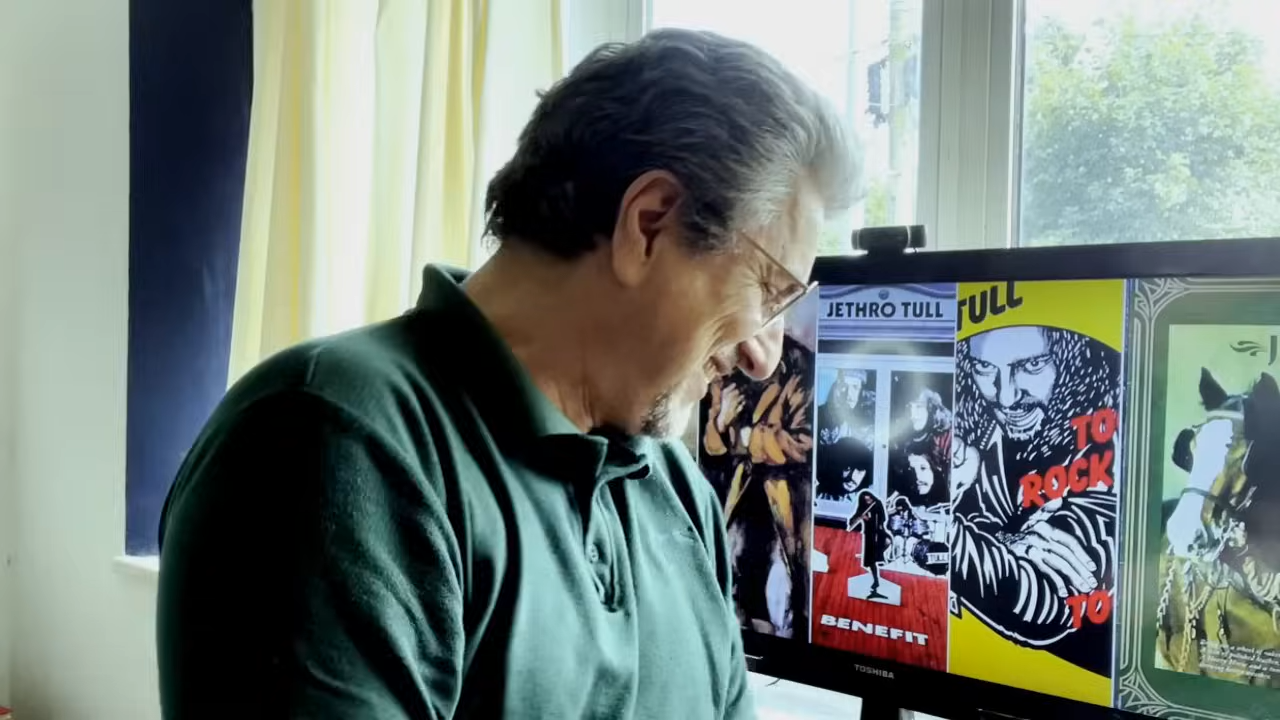 JETHRO TULL
BENEFIT
TULL
TO
ROCK
TO
J
TOSHIBA